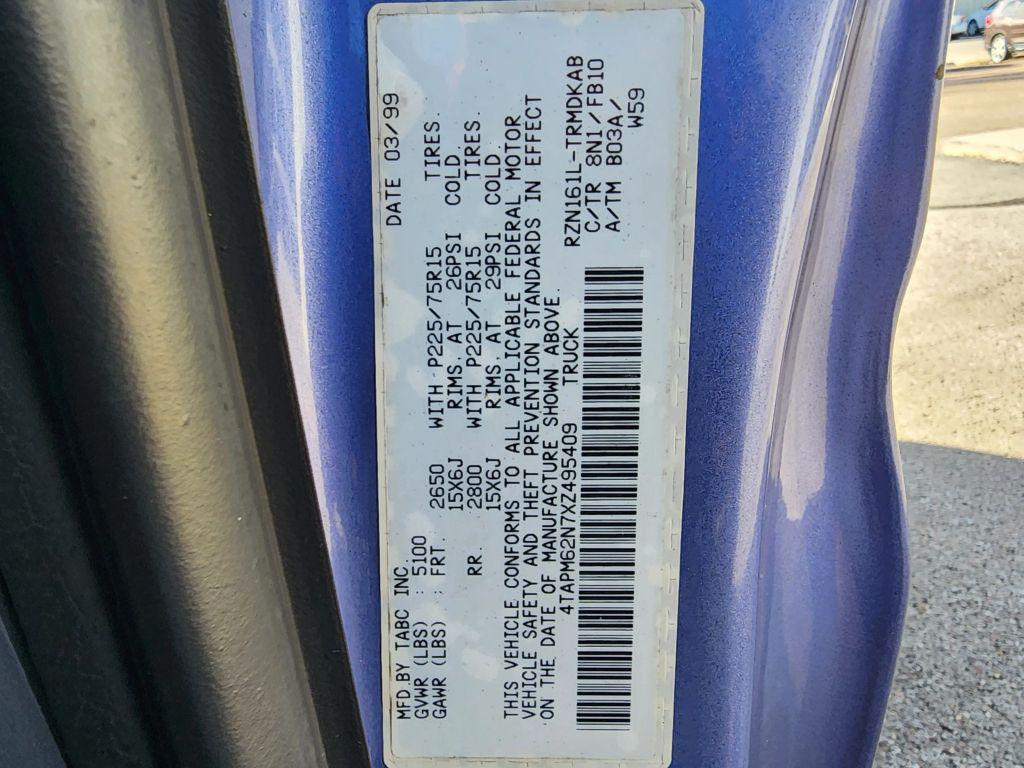 MFD.BY TABC INC. DATE 03/99
GVWR (LBS) : 5100
GAWR (LBS) : FRT. 2650 WITH P225/75R15 TIRES.
15X6J RIMS. AT 26PSI COLD.
RR. 2800 WITH P225/75R15 TIRES.
15X6J RIMS. AT 29PSI COLD.
THIS VEHICLE CONFORMS TO ALL APPLICABLE FEDERAL MOTOR
VEHICLE SAFETY AND THEFT PREVENTION STANDARDS IN EFFECT
ON THE DATE OF MANUFACTURE SHOWN ABOVE.
4TAPM62N7XZ495409 TRUCK
RZN161L-TRMDKAB
C/TR 8N1/FB10
A/TM B03A/
W59